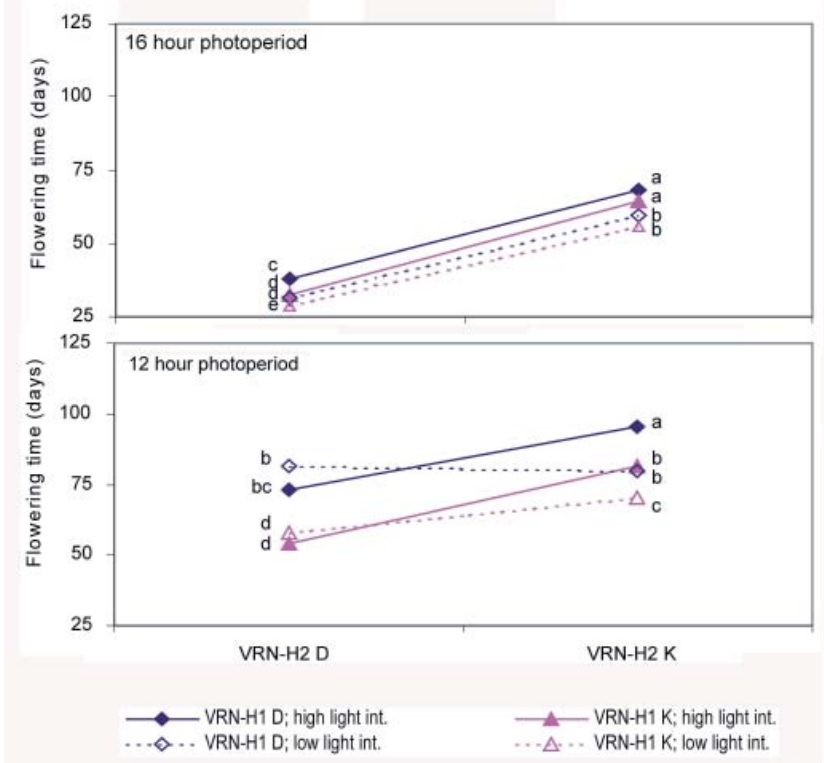 125
16 hour photoperiod
100
75
50
25
Flowering time (days)
a
a
b
b
c
d
d
e
125
12 hour photoperiod
100
75
50
25
Flowering time (days)
b
bc
d
d
a
b
b
c
VRN-H2 D VRN-H2 K
VRN-H1 D; high light int. VRN-H1 K; high light int.
VRN-H1 D; low light int. VRN-H1 K; low light int.